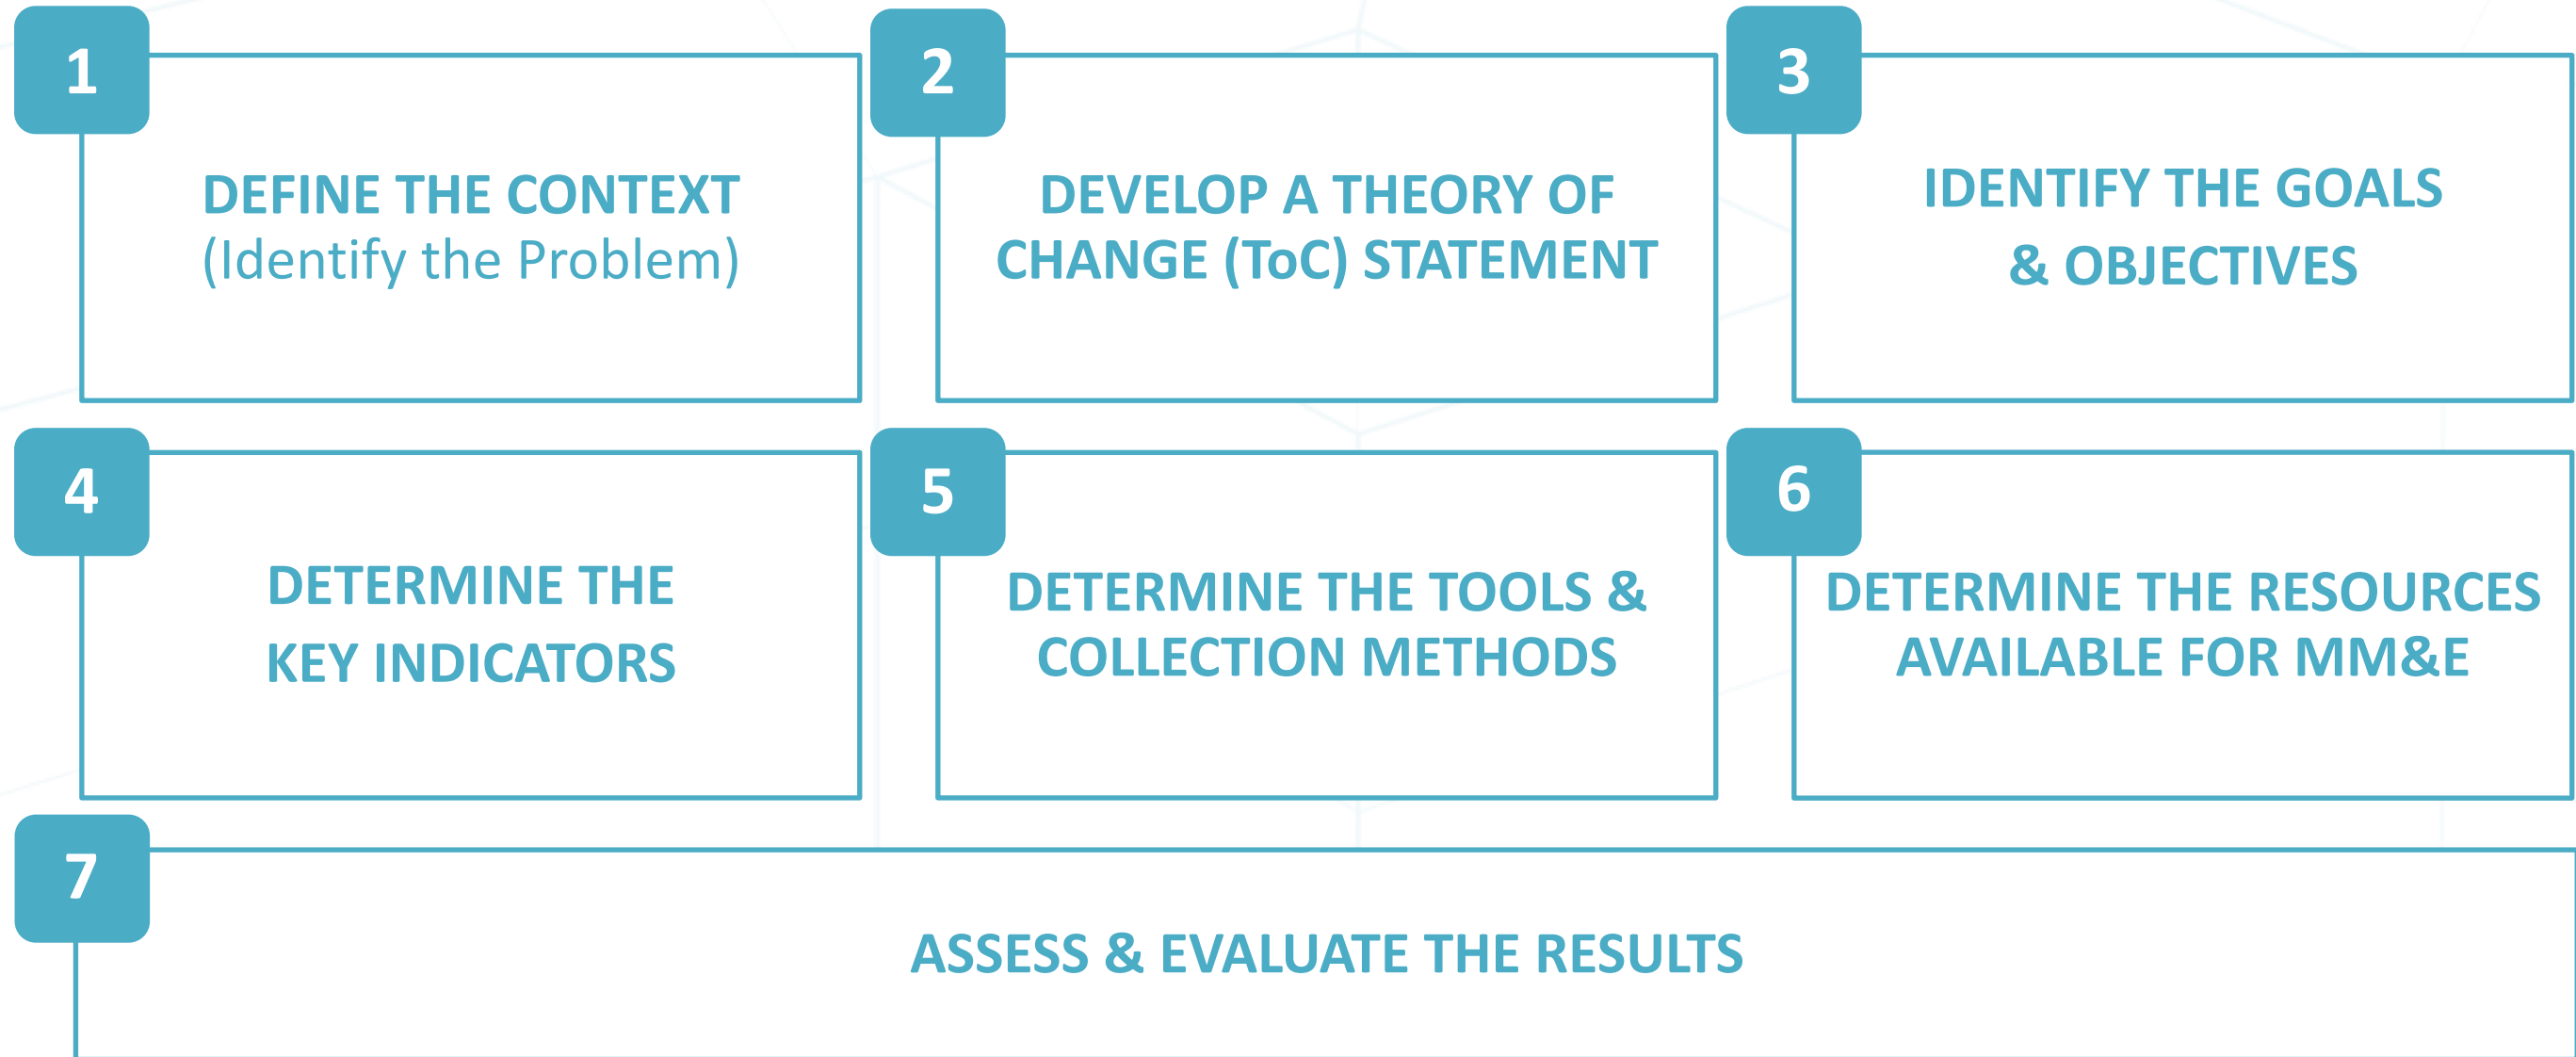 1
DEFINE THE CONTEXT
(Identify the Problem)
2
DEVELOP A THEORY OF
CHANGE (ToC) STATEMENT
3
IDENTIFY THE GOALS
& OBJECTIVES
4
DETERMINE THE
KEY INDICATORS
5
DETERMINE THE TOOLS &
COLLECTION METHODS
6
DETERMINE THE RESOURCES
AVAILABLE FOR MM&E
7
ASSESS & EVALUATE THE RESULTS